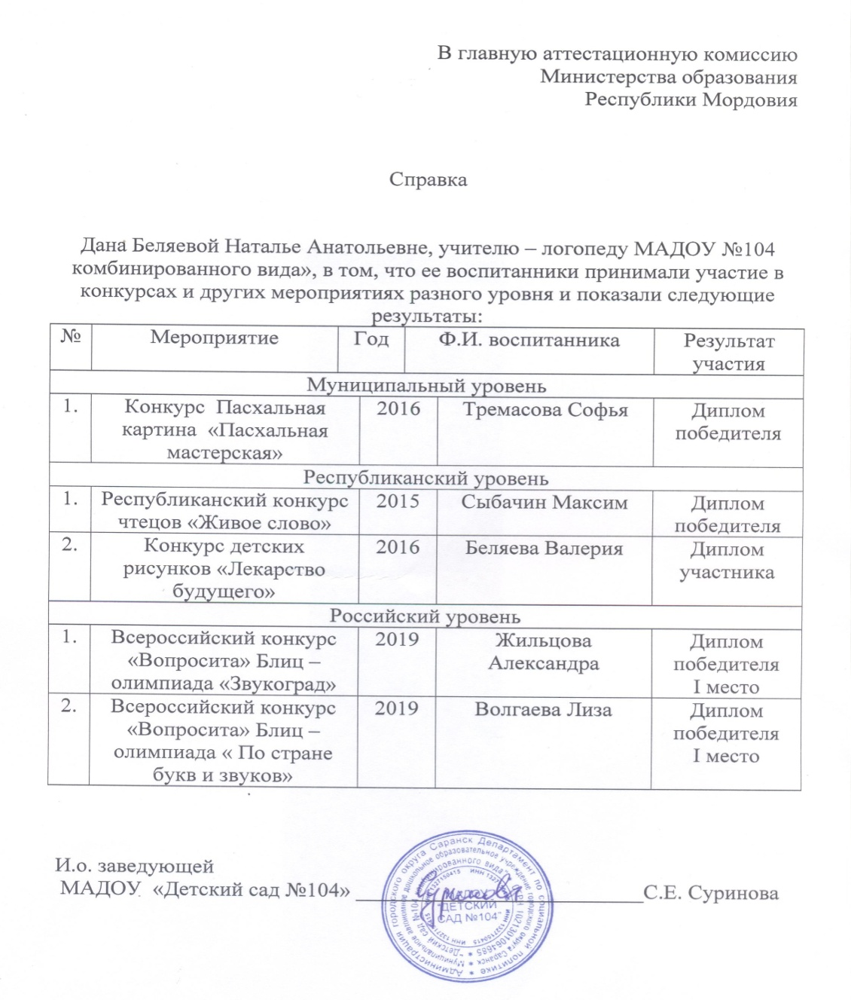 В главную аттестационную комиссию
Министерства образования
Республики Мордовия
Справка
Дана Беляевой Наталье Анатольевне, учителю – логопеду МАДОУ №104
комбинированного вида», в том, что ее воспитанники принимали участие в
конкурсах и других мероприятиях разного уровня и показали следующие
результаты:
№ Мероприятие Год Ф.И. воспитанника Результат
участия
Муниципальный уровень
1. Конкурс Пасхальная 2016 Тремасова Софья Диплом
картина «Пасхальная победителя
мастерская»
Республиканский уровень
1. Республиканский конкурс 2015 Сыбачин Максим Диплом
чтецов «Живое слово» победителя
2. Конкурс детских 2016 Беляева Валерия Диплом
рисунков «Лекарство участника
будущего»
Российский уровень
1. Всероссийский конкурс 2019 Жильцова Диплом
«Вопросита» Блиц – Александра победителя
олимпиада «Звукоград» I место
2. Всероссийский конкурс 2019 Волгаева Лиза Диплом
«Вопросита» Блиц – победителя
олимпиада « По стране I место
букв и звуков»
И.о. заведующей
МАДОУ «Детский сад №104» С.Е. Суринова
Администрация городского округа Саранск Департамент по социальной политике
"ДЕТСКИЙ
САД №104"